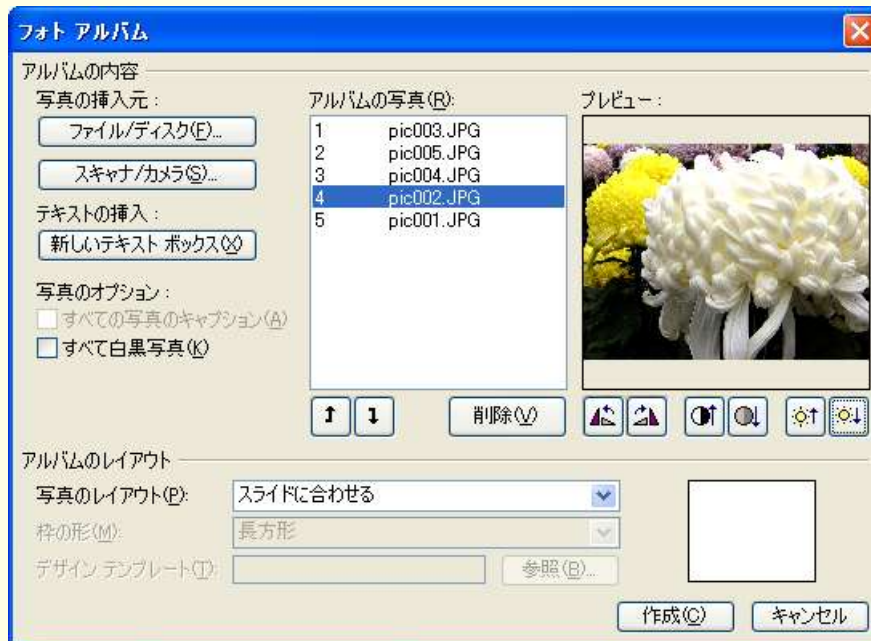 フォト アルバム
アルバムの内容
写真の挿入元：
ファイル/ディスク(F)...
スキャナ/カメラ(S)...
テキストの挿入：
新しいテキスト ボックス(X)
写真のオプション：
すべての写真のキャプション(A)
すべて白黒写真(K)
アルバムの写真(R):
1 pic003.JPG
2 pic005.JPG
3 pic004.JPG
4 pic002.JPG
5 pic001.JPG
削除(V)
プレビュー：
アルバムのレイアウト
写真のレイアウト(P): スライドに合わせる
枠の形(M): 長方形
デザイン テンプレート(T): 参照(B)...
作成(C) キャンセル